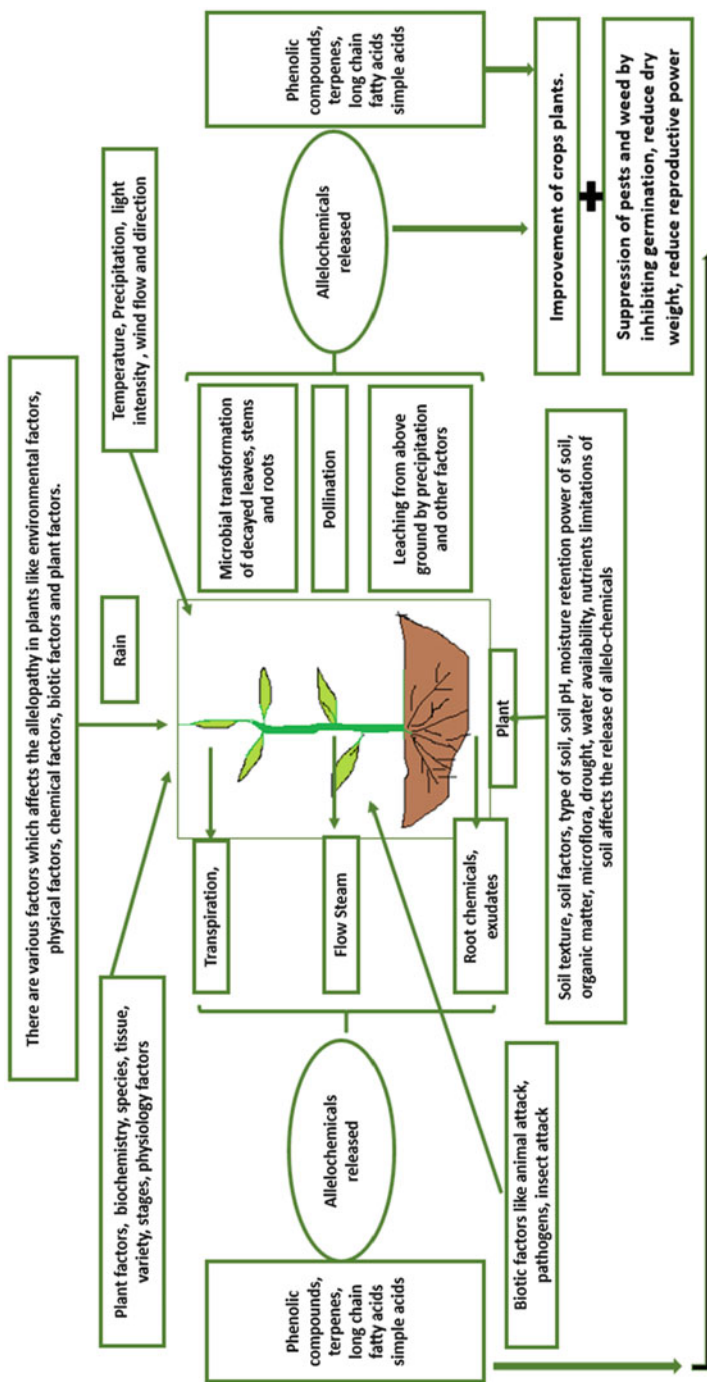 There are various factors which affects the allelopathy in plants like environmental factors,
physical factors, chemical factors, biotic factors and plant factors.
Plant factors, biochemistry, species, tissue,
variety, stages, physiology factors
Rain
Temperature, Precipitation, light
intensity , wind flow and direction
Phenolic
compounds,
terpenes,
long chain
fatty acids
simple acids
Allelochemicals
released
Transpiration,
Flow Steam
Root chemicals,
exudates
Microbial transformation
of decayed leaves, stems
and roots
Pollination
Leaching from above
ground by precipitation
and other factors
Allelochemicals
released
Phenolic
compounds,
terpenes,
long chain
fatty acids
simple acids
Plant
Biotic factors like animal attack,
pathogens, insect attack
Soil texture, soil factors, type of soil, soil pH, moisture retention power of soil,
organic matter, microflora, drought, water availability, nutrients limitations of
soil affects the release of allelo-chemicals
Improvement of crops plants.
+
Suppression of pests and weed by
inhibiting germination, reduce dry
weight, reduce reproductive power